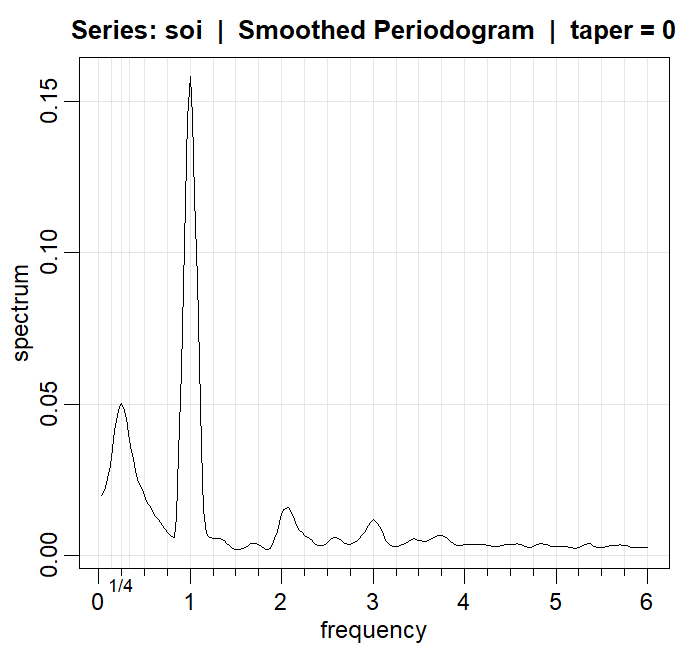 Series: soi | Smoothed Periodogram | taper = 0
spectrum
0.15
0.10
0.05
0.00
1/4
0 1 2 3 4 5 6
frequency